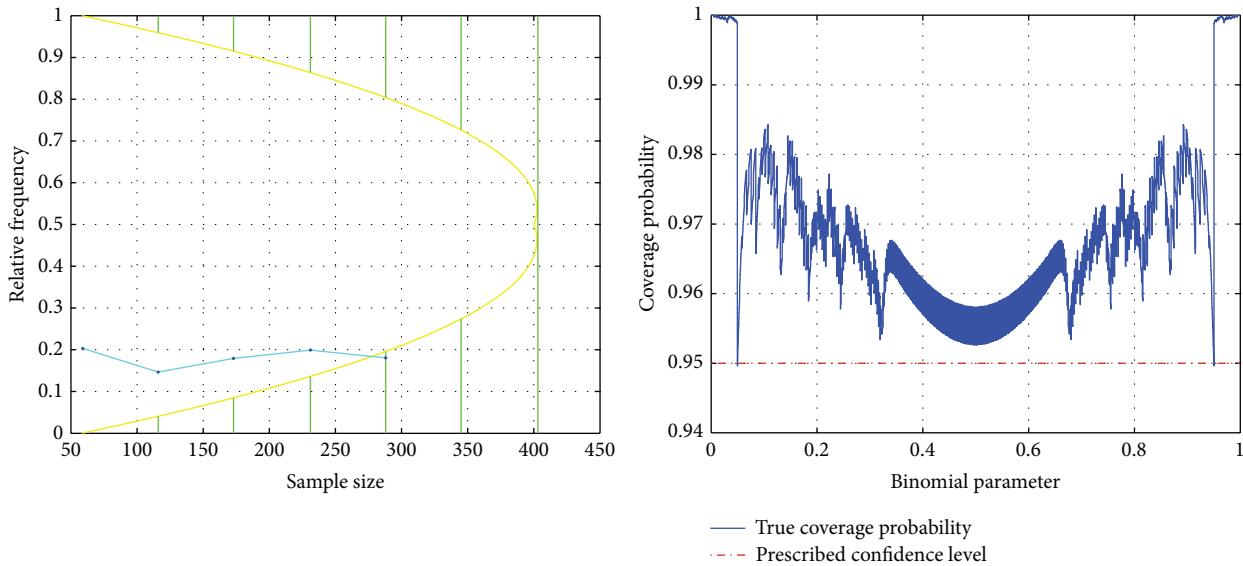 1
0.9
0.8
0.7
0.6
0.5
0.4
0.3
0.2
0.1
0
Relative frequency
50 100 150 200 250 300 350 400 450
Sample size
1
0.99
0.98
0.97
0.96
0.95
0.94
Coverage probability
0 0.2 0.4 0.6 0.8 1
Binomial parameter
True coverage probability
Prescribed confidence level